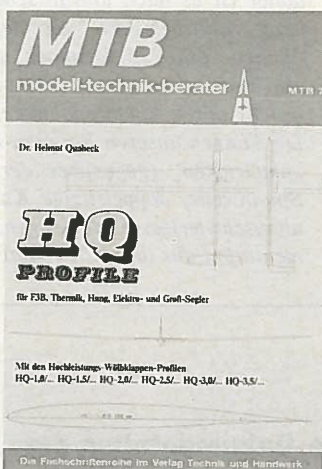 MTB
modell-technik-berater
MTB
Dr. Helmut Quabeck
HQ
PROFILE
für F3B, Thermik, Hang, Elektro- und Groß-Segler
Mit den Hochleistungs-Wölbklappen-Profilen
HQ-1,0/... HQ-1,5/... HQ-2,0/... HQ-2,5/... HQ-3,0/... HQ-3,5/...
Die Fachschriftenreihe im Verlag Technik und Handwerk